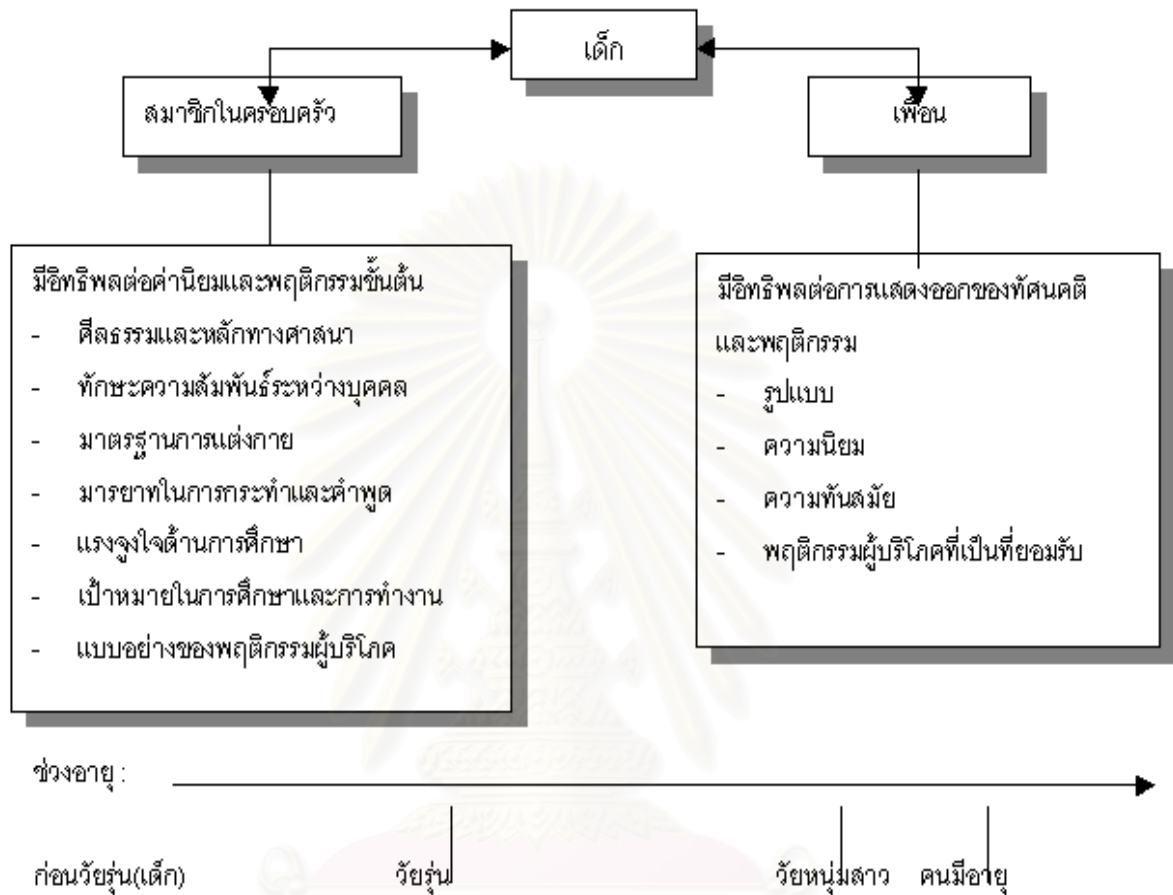 เด็ก
สมาชิกในครอบครัว
เพื่อน
มีอิทธิพลต่อค่านิยมและพฤติกรรมขั้นต้น
- ศีลธรรมและหลักทางศาสนา
- ทักษะความสัมพันธ์ระหว่างบุคคล
- มาตรฐานการแต่งกาย
- มารยาทในการกระทำและคำพูด
- แรงจูงใจด้านการศึกษา
- เป้าหมายในการศึกษาและการทำงาน
- แบบอย่างของพฤติกรรมผู้บริโภค
มีอิทธิพลต่อการแสดงออกของทัศนคติ
และพฤติกรรม
- รูปแบบ
- ความนิยม
- ความทันสมัย
- พฤติกรรมผู้บริโภคที่เป็นที่ยอมรับ
ช่วงอายุ :
ก่อนวัยรุ่น(เด็ก) วัยรุ่น วัยหนุ่มสาว คนมีอายุ